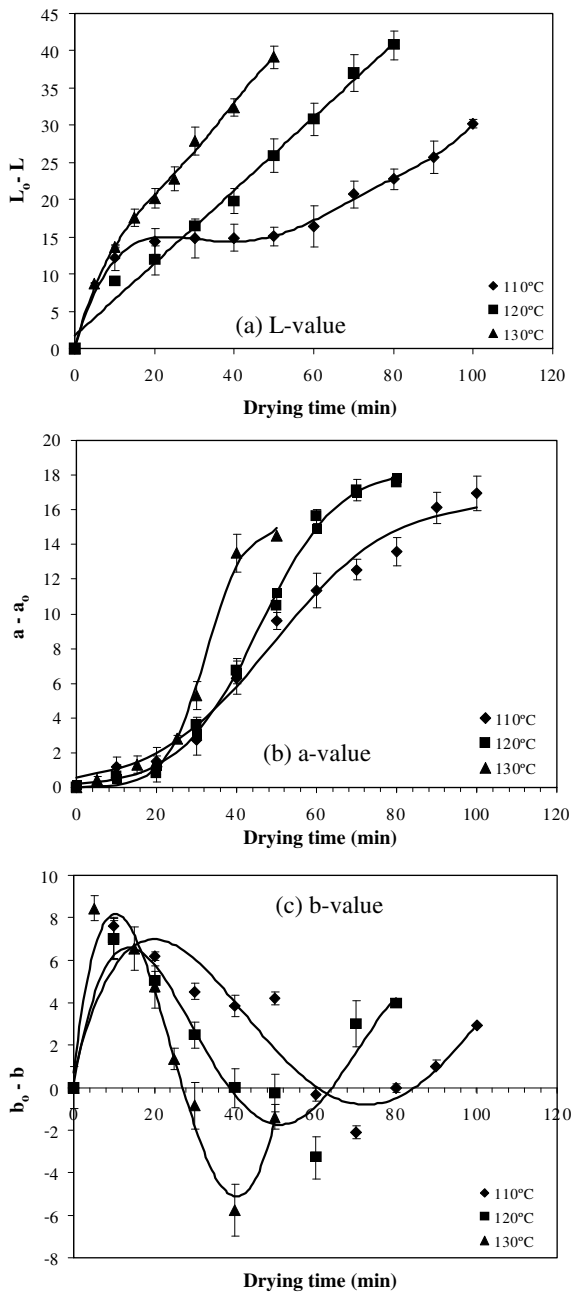 45
40
35
30
25
20
15
10
5
0
L₀- L
110ºC
120ºC
130ºC
(a) L-value
0 20 40 60 80 100 120
Drying time (min)
20
18
16
14
12
10
8
6
4
2
0
a - a₀
110ºC
120ºC
130ºC
(b) a-value
0 20 40 60 80 100 120
Drying time (min)
10
8
6
4
2
0
-2
-4
-6
-8
b₀ - b
(c) b-value
0 20 40 60 80 100 120
110ºC
120ºC
130ºC
Drying time (min)